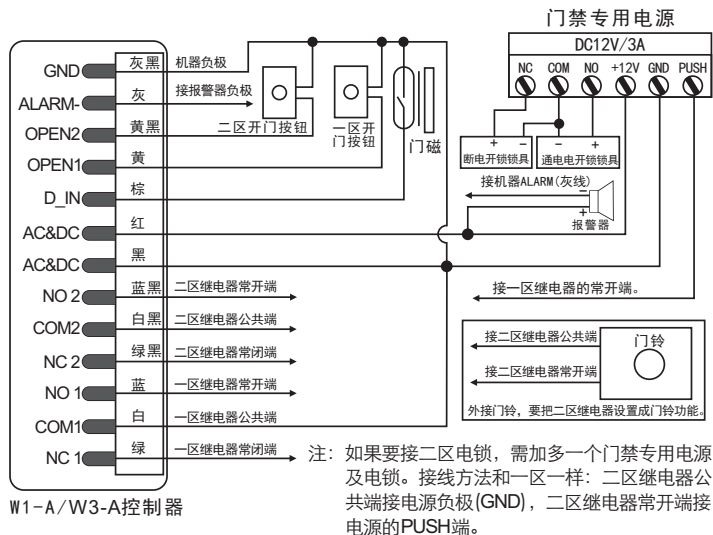 门禁专用电源
DC12V/3A
NC COM NO +12V GND PUSH
GND 灰黑 机器负极
ALARM- 灰 接报警器负极
OPEN2 黄黑 二区开门按钮
一区开
门按钮
门磁
OPEN1 黄
D_IN 棕
AC&DC 红
AC&DC 黑
NO 2 蓝黑 二区继电器常开端
COM2 白黑 二区继电器公共端
NC 2 绿黑 二区继电器常闭端
NO 1 蓝 一区继电器常开端
COM1 白 一区继电器公共端
NC 1 绿 一区继电器常闭端
W1-A/W3-A控制器
+ −
断电开锁锁具
− +
通电电开锁锁具
接机器ALARM(灰线)
−
+
报警器
接一区继电器的常开端。
接二区继电器公共端
门铃
接二区继电器常开端
外接门铃，要把二区继电器设置成门铃功能。
注：如果要接二区电锁，需加多一个门禁专用电源
及电锁。接线方法和一区一样：二区继电器公
共端接电源负极(GND)，二区继电器常开端接
电源的PUSH端。